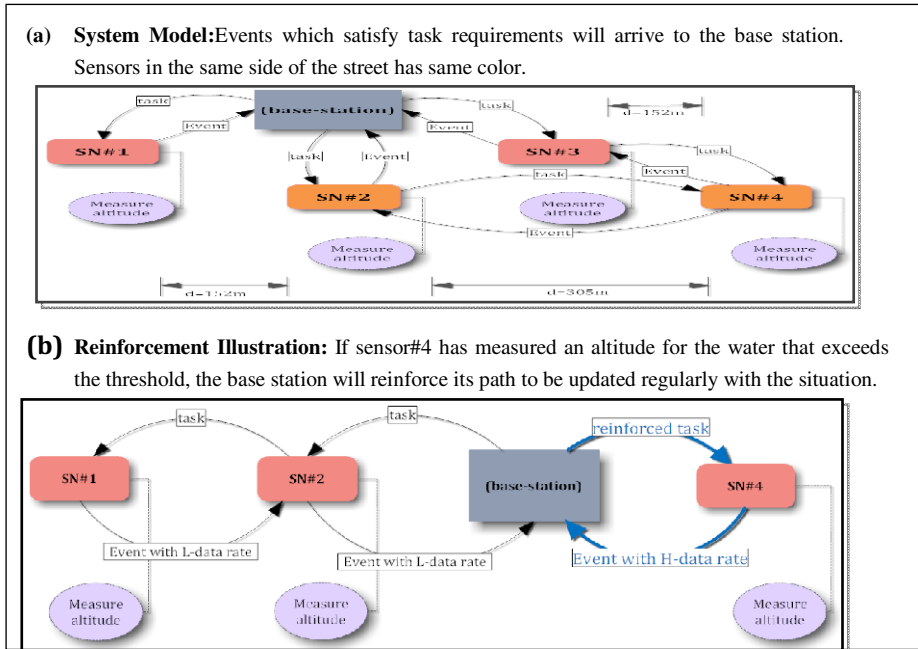 (a) System Model:Events which satisfy task requirements will arrive to the base station.
Sensors in the same side of the street has same color.
task
(base-station)
task
d=152m
Event
Event
SN#1
SN#3
task
task
Event
Event
task
SN#2
SN#4
Measure
altitude
Measure
altitude
Event
Measure
altitude
Measure
altitude
d=152m
d=305m
(b) Reinforcement Illustration: If sensor#4 has measured an altitude for the water that exceeds
the threshold, the base station will reinforce its path to be updated regularly with the situation.
task
task
reinforced task
SN#1
SN#2
(base-station)
SN#4
Event with L-data rate
Event with L-data rate
Event with H-data rate
Measure
altitude
Measure
altitude
Measure
altitude